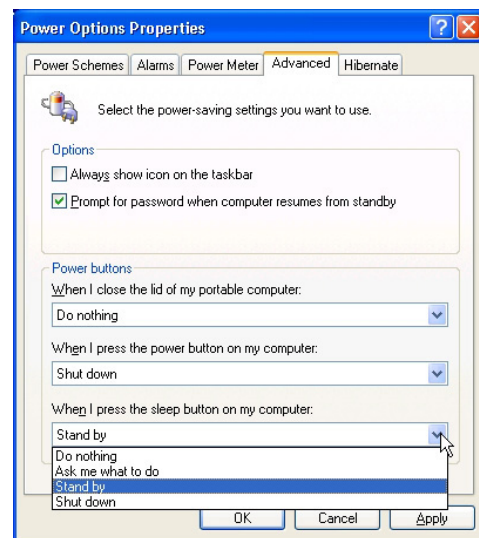 Power Options Properties
Power Schemes Alarms Power Meter Advanced Hibernate
Select the power-saving settings you want to use.
Options
Always show icon on the taskbar
Prompt for password when computer resumes from standby
Power buttons
When I close the lid of my portable computer:
Do nothing
When I press the power button on my computer:
Shut down
When I press the sleep button on my computer:
Stand by
Do nothing
Ask me what to do
Stand by
Shut down
OK Cancel Apply